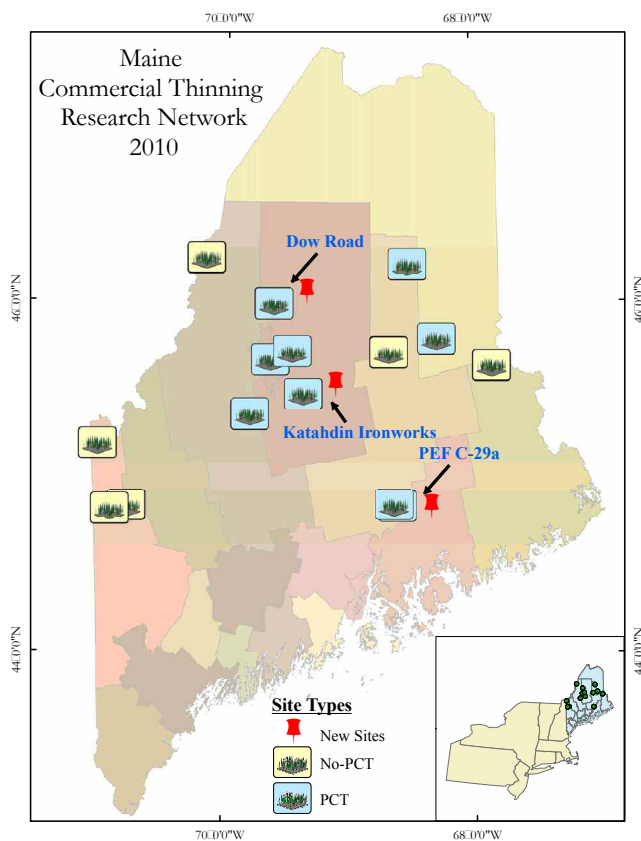 70□0'0"W
68□0'0"W
Maine
Commercial Thinning
Research Network
2010
Dow Road
46□0'0"N
46□0'0"N
Katahdin Ironworks
PEF C-29a
44□0'0"N
44□0'0"N
Site Types
New Sites
No-PCT
PCT
70□0'0"W
68□0'0"W